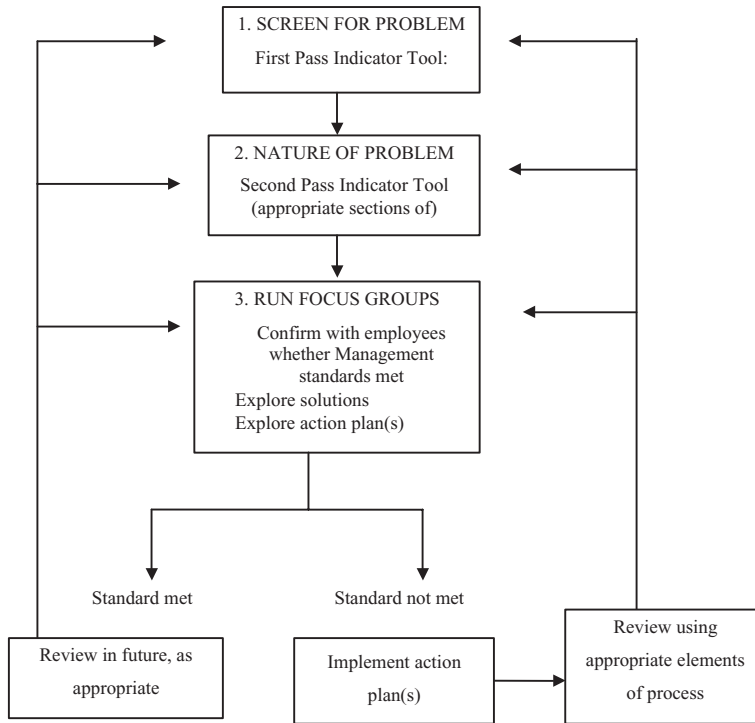 1. SCREEN FOR PROBLEM
First Pass Indicator Tool:
2. NATURE OF PROBLEM
Second Pass Indicator Tool
(appropriate sections of)
3. RUN FOCUS GROUPS
Confirm with employees
whether Management
standards met
Explore solutions
Explore action plan(s)
Standard met
Standard not met
Review in future, as
appropriate
Implement action
plan(s)
Review using
appropriate elements
of process